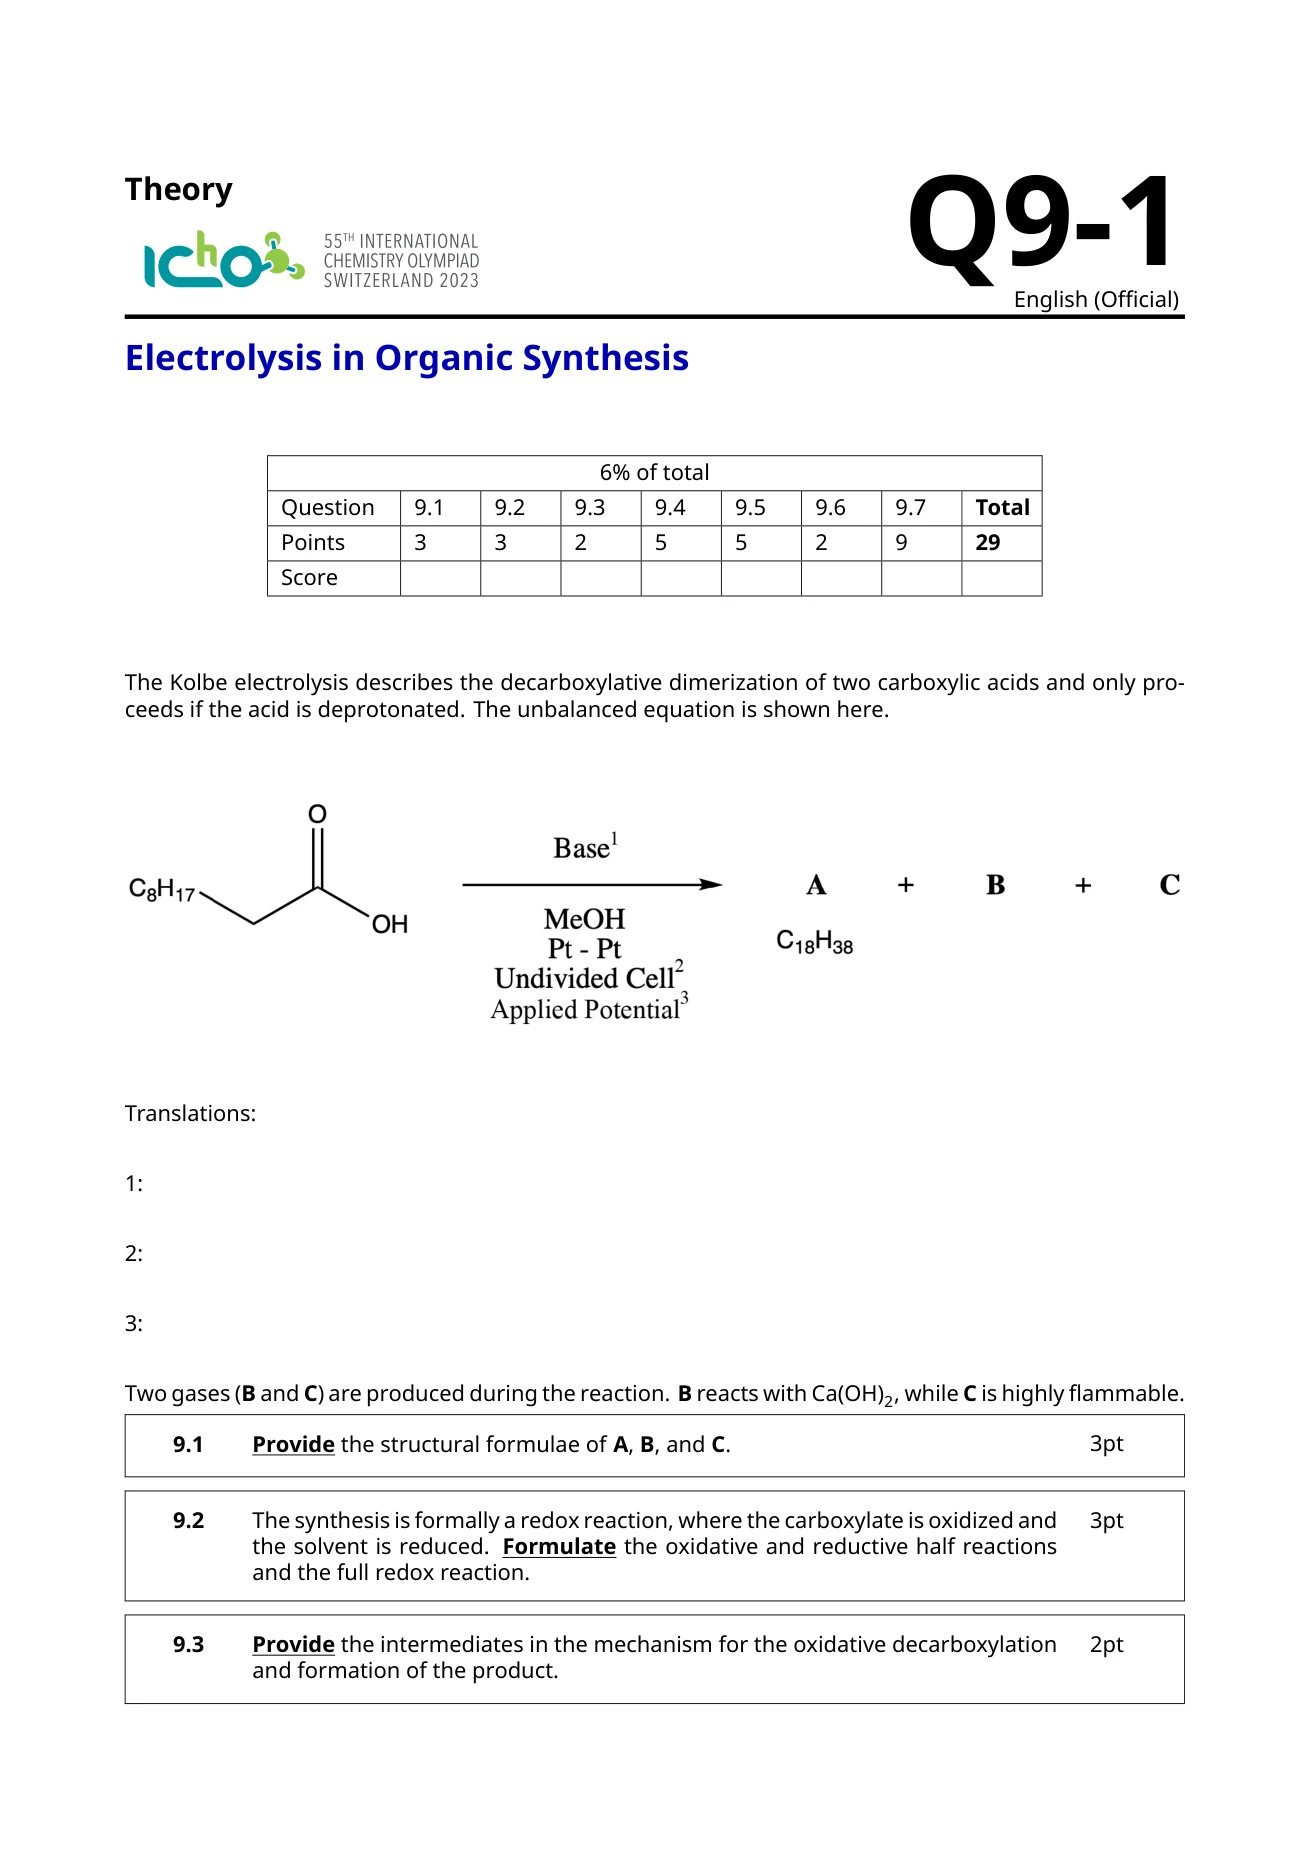 Theory
IChO
55TH INTERNATIONAL
CHEMISTRY OLYMPIAD
SWITZERLAND 2023
Q9-1
English (Official)
Electrolysis in Organic Synthesis
6% of total
Question 9.1 9.2 9.3 9.4 9.5 9.6 9.7 Total
Points 3 3 2 5 5 2 9 29
Score
The Kolbe electrolysis describes the decarboxylative dimerization of two carboxylic acids and only pro-
ceeds if the acid is deprotonated. The unbalanced equation is shown here.
O
C8H17
OH
Base¹
MeOH
Pt - Pt
Undivided Cell²
Applied Potential³
A + B + C
C18H38
Translations:
1:
2:
3:
Two gases (B and C) are produced during the reaction. B reacts with Ca(OH)2, while C is highly flammable.
9.1 Provide the structural formulae of A, B, and C. 3pt
9.2 The synthesis is formally a redox reaction, where the carboxylate is oxidized and 3pt
the solvent is reduced. Formulate the oxidative and reductive half reactions
and the full redox reaction.
9.3 Provide the intermediates in the mechanism for the oxidative decarboxylation 2pt
and formation of the product.